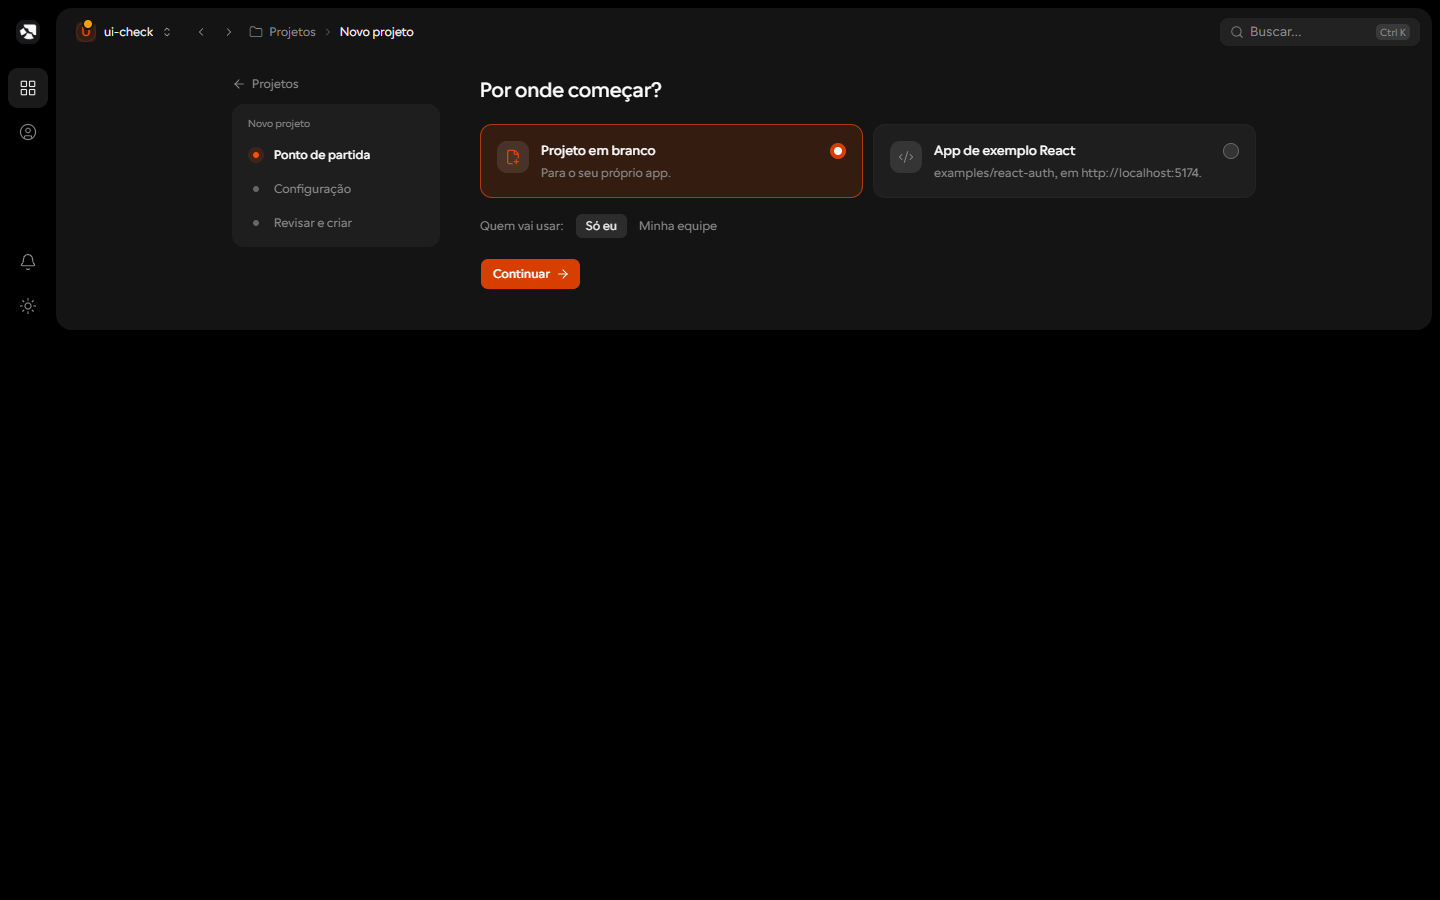 ui-check
Projetos
Novo projeto
Buscar...
Ctrl K
Projetos
Novo projeto
Ponto de partida
Configuração
Revisar e criar
Por onde começar?
Projeto em branco
Para o seu próprio app.
App de exemplo React
examples/react-auth, em http://localhost:5174.
Quem vai usar:
Só eu
Minha equipe
Continuar